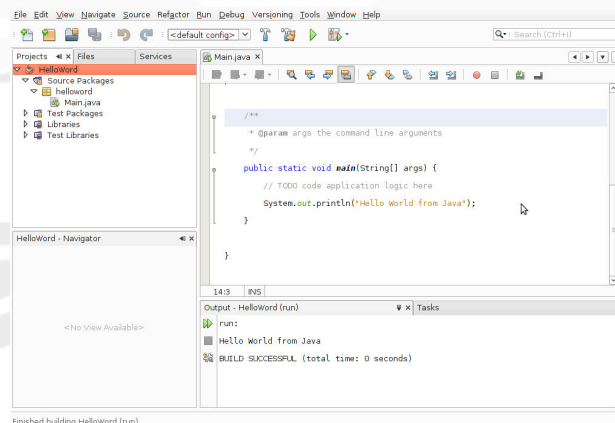 File Edit View Navigate Source Refactor Run Debug Versioning Tools Window Help
<default config>
Search (Ctrl+I)
Projects Files Services
Main.java
HelloWord
Source Packages
helloword
Main.java
Test Packages
Libraries
Test Libraries
/**
* @param args the command line arguments
*/
public static void main(String[] args) {
// TODO code application logic here
System.out.println("Hello World from Java");
}
}
14:3 INS
HelloWord - Navigator
<No View Available>
Output - HelloWord (run) Tasks
run:
Hello World from Java
BUILD SUCCESSFUL (total time: 0 seconds)
Finished building HelloWord (run)